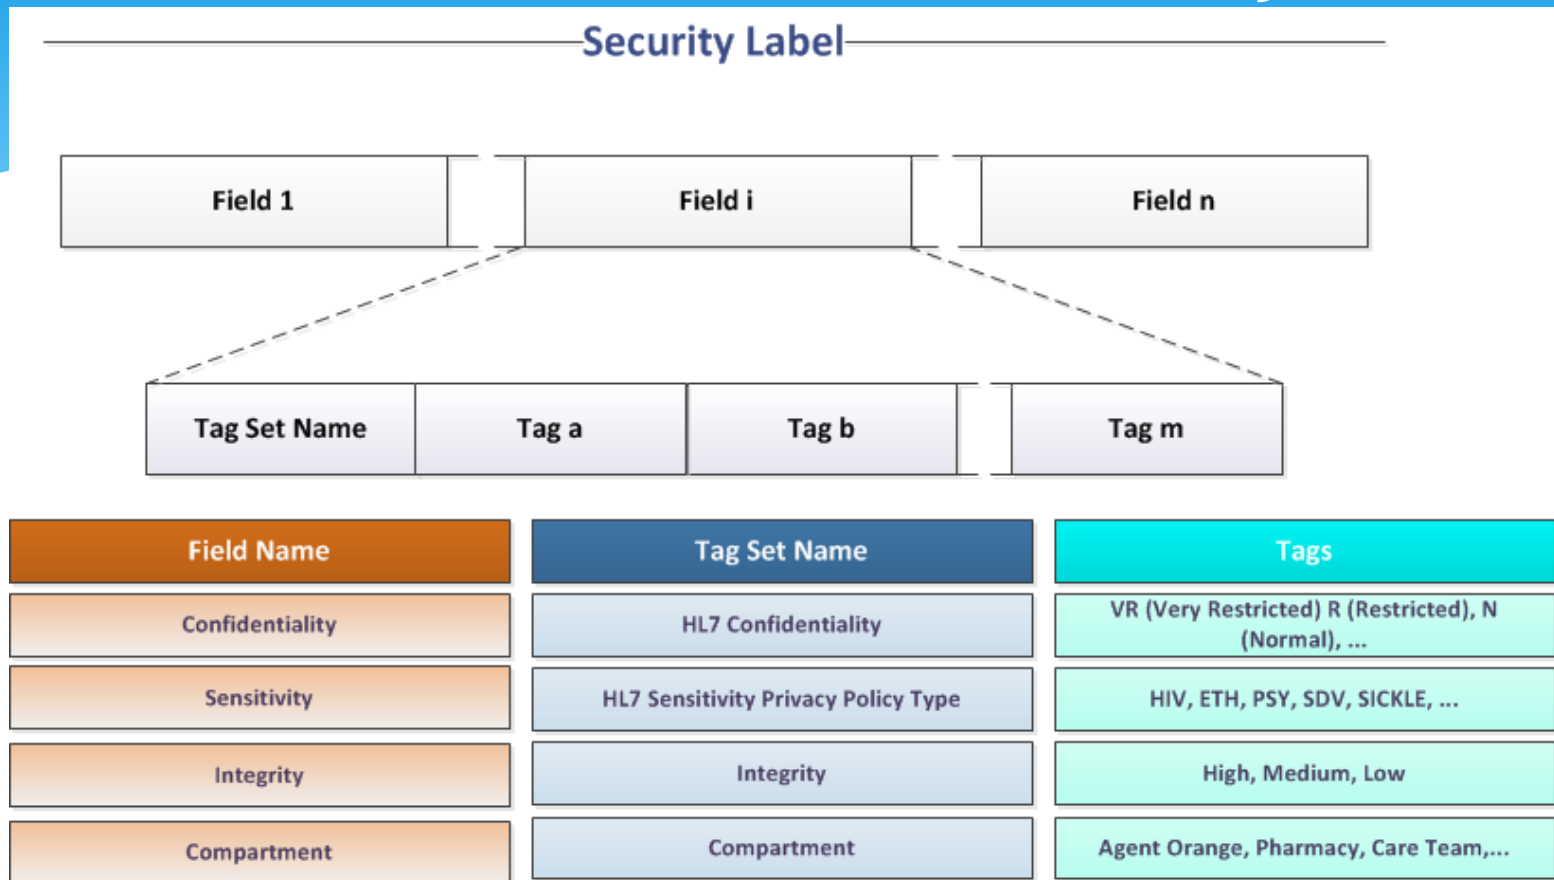 Security Label
Field 1
Field i
Field n
Tag Set Name
Tag a
Tag b
Tag m
Field Name
Tag Set Name
Tags
Confidentiality
HL7 Confidentiality
VR (Very Restricted) R (Restricted), N
(Normal), ...
Sensitivity
HL7 Sensitivity Privacy Policy Type
HIV, ETH, PSY, SDV, SICKLE, ...
Integrity
Integrity
High, Medium, Low
Compartment
Compartment
Agent Orange, Pharmacy, Care Team,...